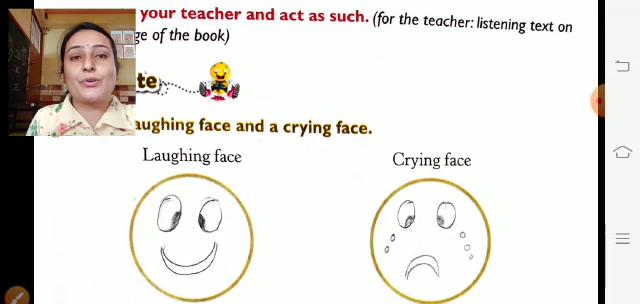 your teacher and act as such. (for the teacher: listening text on
ge of the book)
te
aughing face and a crying face.
Laughing face
Crying face